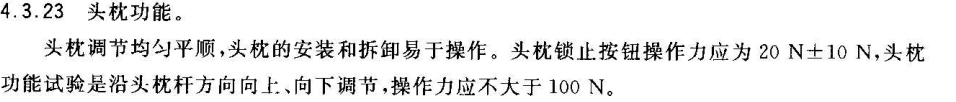 4.3.23 头枕功能。
头枕调节均匀平顺,头枕的安装和拆卸易于操作。头枕锁止按钮操作力应为 20 N±10 N,头枕
功能试验是沿头枕杆方向向上、向下调节,操作力应不大于 100 N。